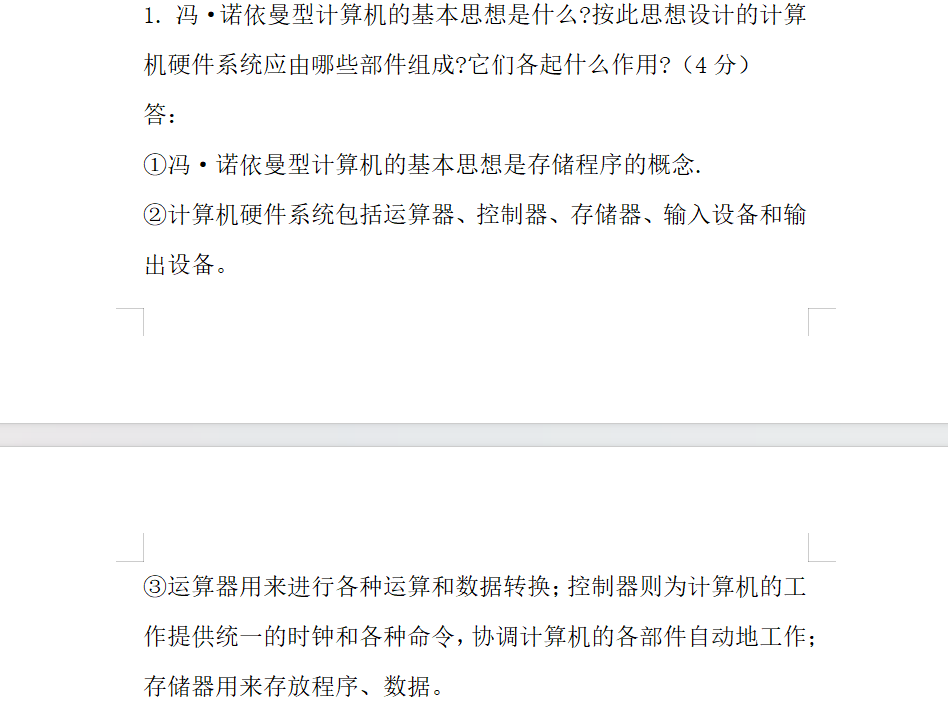 1. 冯·诺依曼型计算机的基本思想是什么?按此思想设计的计算
机硬件系统应由哪些部件组成?它们各起什么作用?（4 分）
答：
①冯·诺依曼型计算机的基本思想是存储程序的概念.
②计算机硬件系统包括运算器、控制器、存储器、输入设备和输
出设备。
③运算器用来进行各种运算和数据转换;控制器则为计算机的工
作提供统一的时钟和各种命令,协调计算机的各部件自动地工作;
存储器用来存放程序、数据。